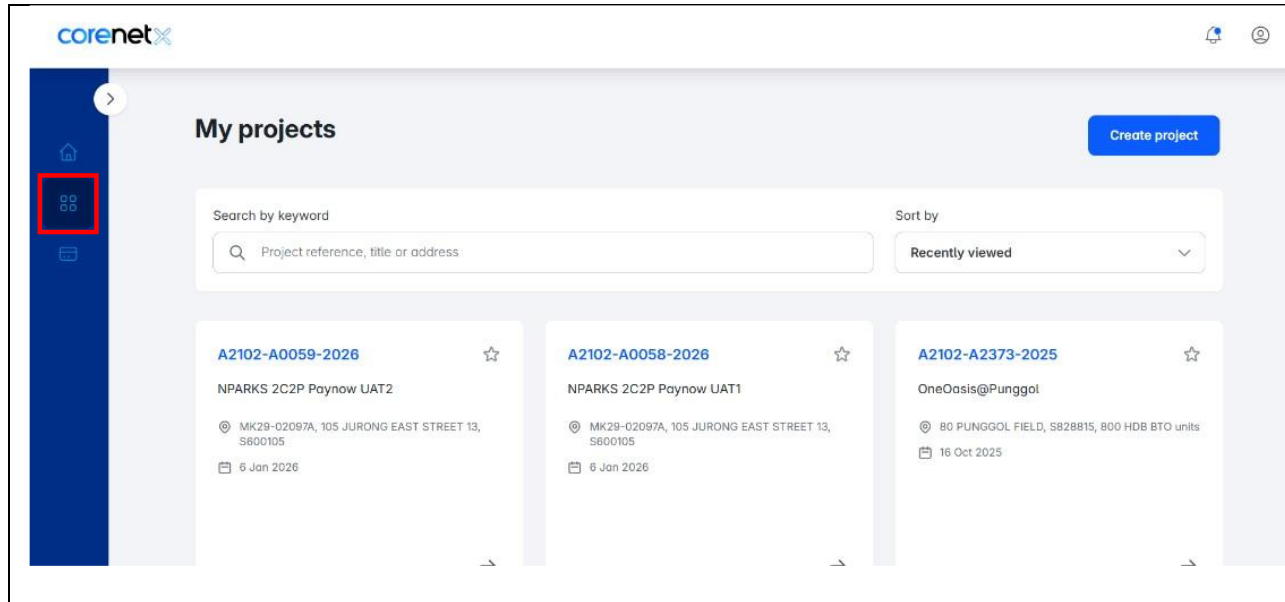 corenetx
My projects
Create project
Search by keyword
Sort by
Project reference, title or address
Recently viewed
A2102-A0059-2026
NPARKS 2C2P Paynow UAT2
MK29-02097A, 105 JURONG EAST STREET 13,
S600105
6 Jan 2026
A2102-A0058-2026
NPARKS 2C2P Paynow UAT1
MK29-02097A, 105 JURONG EAST STREET 13,
S600105
6 Jan 2026
A2102-A2373-2025
OneOasis@Punggol
80 PUNGGOL FIELD, S828815, 800 HDB BTO units
16 Oct 2025